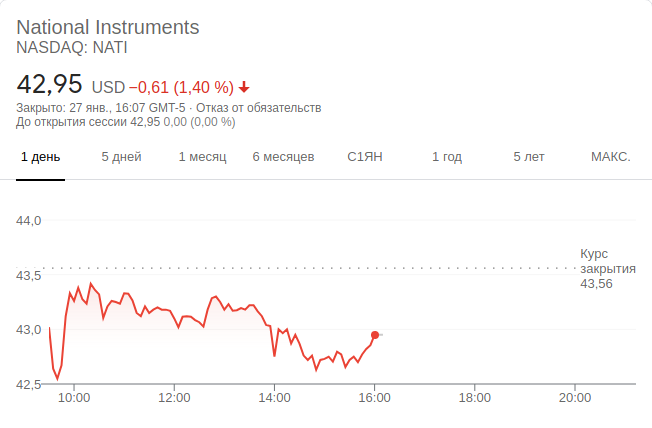 National Instruments
NASDAQ: NATI
42,95 USD −0,61 (1,40 %)
Закрыто: 27 янв., 16:07 GMT-5 · Отказ от обязательств
До открытия сессии 42,95 0,00 (0,00 %)
1 день 5 дней 1 месяц 6 месяцев С1ЯН 1 год 5 лет МАКС.
44,0
Курс
закрытия
43,56
43,5
43,0
42,5
10:00 12:00 14:00 16:00 18:00 20:00